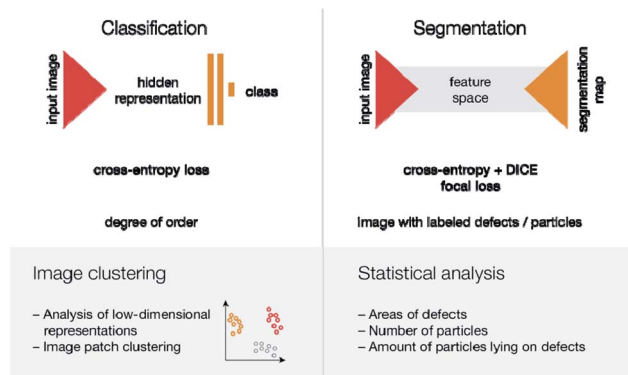 Classification
input image
hidden
representation
class
cross-entropy loss
degree of order
Segmentation
input image
feature
space
segmentation
map
cross-entropy + DICE
focal loss
Image with labeled defects / particles
Image clustering
– Analysis of low-dimensional
representations
– Image patch clustering
Statistical analysis
– Areas of defects
– Number of particles
– Amount of particles lying on defects